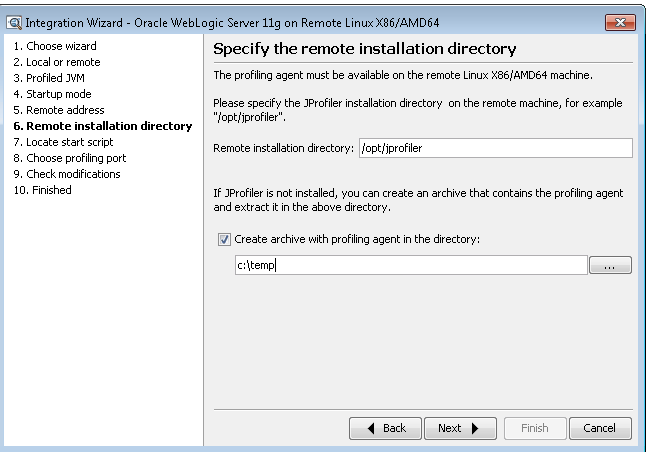 Integration Wizard - Oracle WebLogic Server 11g on Remote Linux X86/AMD64
1. Choose wizard
2. Local or remote
3. Profiled JVM
4. Startup mode
5. Remote address
6. Remote installation directory
7. Locate start script
8. Choose profiling port
9. Check modifications
10. Finished
Specify the remote installation directory
The profiling agent must be available on the remote Linux X86/AMD64 machine.
Please specify the JProfiler installation directory on the remote machine, for example
"/opt/jprofiler".
Remote installation directory: /opt/jprofiler
If JProfiler is not installed, you can create an archive that contains the profiling agent
and extract it in the above directory.
Create archive with profiling agent in the directory:
c:\temp
...
Back Next Finish Cancel